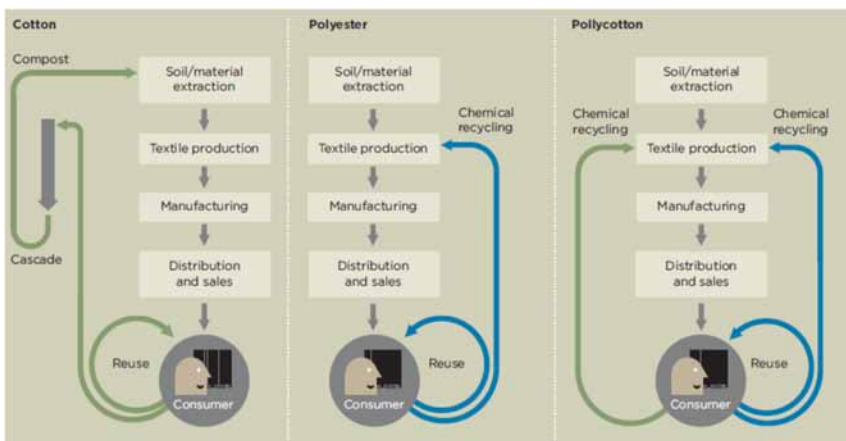 Cotton
Compost
Soil/material
extraction
Textile production
Manufacturing
Cascade
Distribution
and sales
Reuse
Consumer
Polyester
Soil/material
extraction
Chemical
recycling
Textile production
Manufacturing
Distribution
and sales
Reuse
Consumer
Pollycotton
Soil/material
extraction
Chemical
recycling
Chemical
recycling
Textile production
Manufacturing
Distribution
and sales
Reuse
Consumer